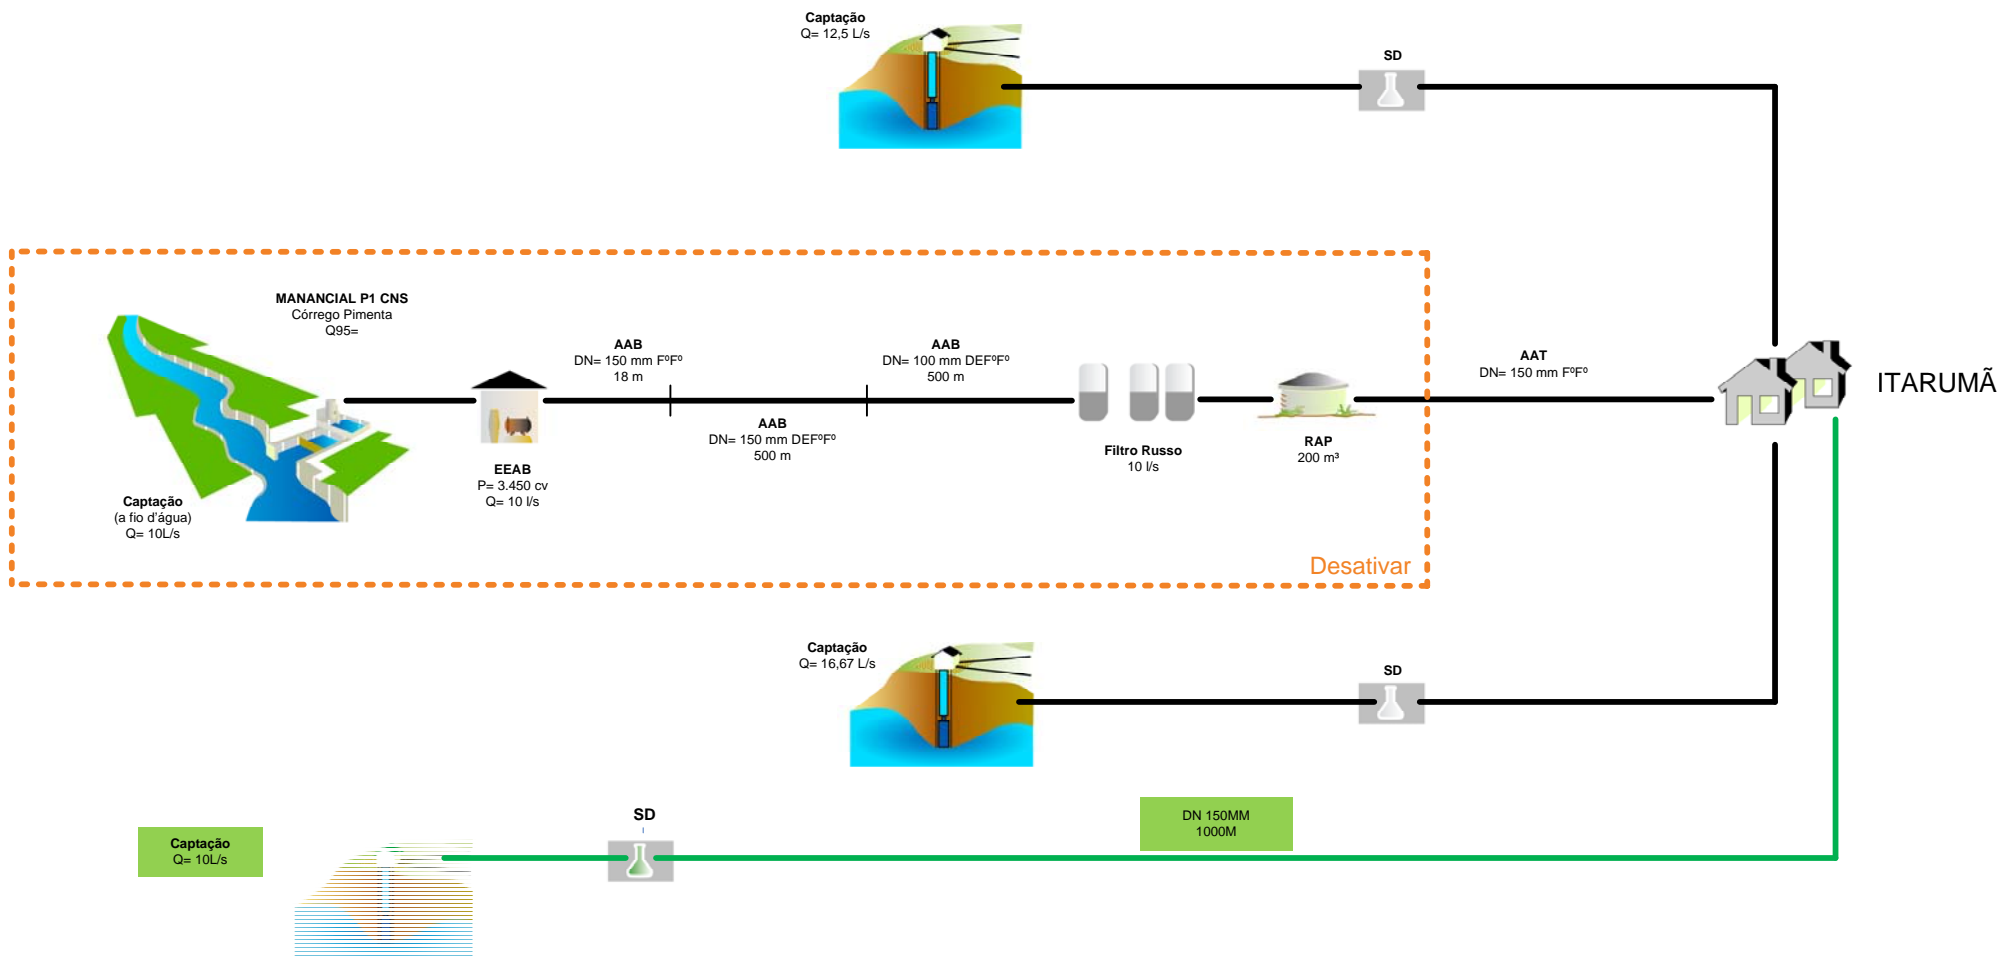 Captação
Q= 12,5 L/s
SD
MANANCIAL P1 CNS
Córrego Pimenta
Q95=
Captação
(a fio d'água)
Q= 10L/s
EEAB
P= 3.450 cv
Q= 10 l/s
AAB
DN= 150 mm FºFº
18 m
AAB
DN= 150 mm DEFºFº
500 m
AAB
DN= 100 mm DEFºFº
500 m
Filtro Russo
10 l/s
RAP
200 m³
AAT
DN= 150 mm FºFº
ITARUMÃ
Desativar
Captação
Q= 16,67 L/s
SD
Captação
Q= 10L/s
SD
DN 150MM
1000M